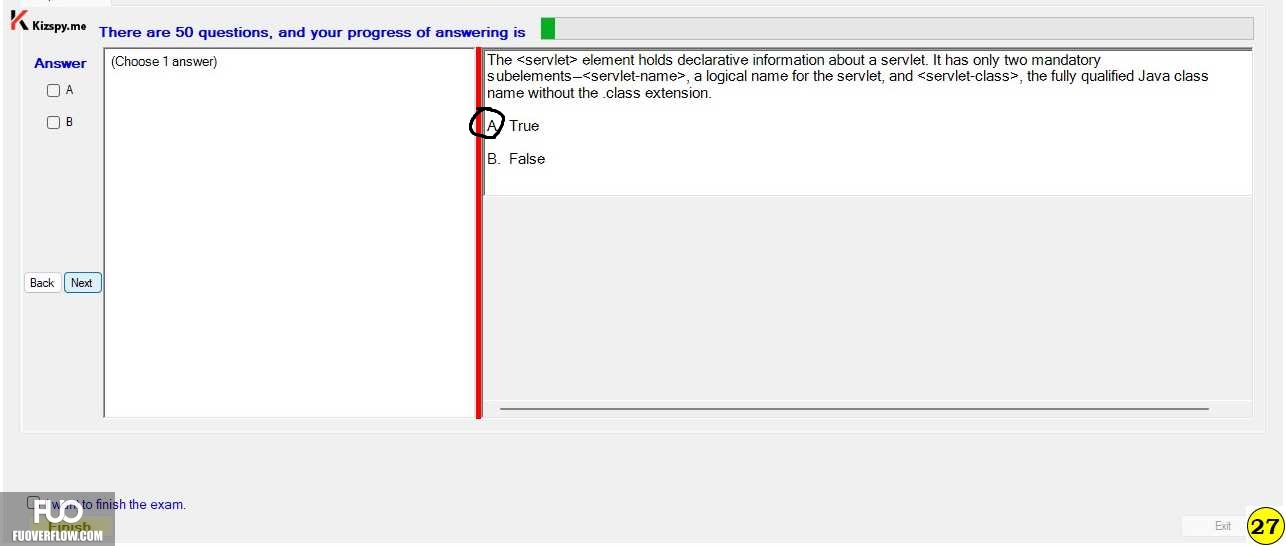 Kizspy.me
There are 50 questions, and your progress of answering is
Answer
A
B
(Choose 1 answer)
The <servlet> element holds declarative information about a servlet. It has only two mandatory
subelements–<servlet-name>, a logical name for the servlet, and <servlet-class>, the fully qualified Java class
name without the .class extension.
A. True
B. False
Back Next
I want to finish the exam.
Finish
FUO
FUOVERFLOW.COM
Exit
27